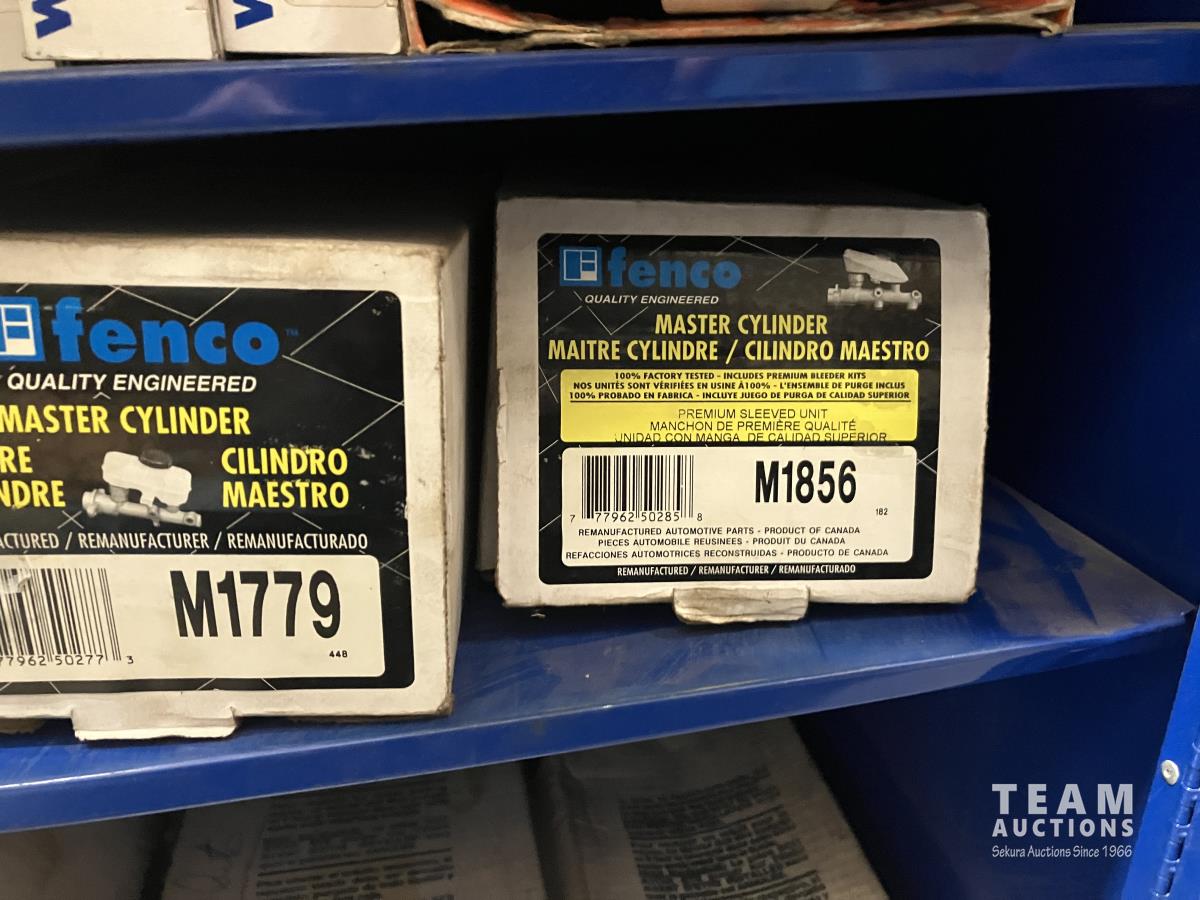 fenco™
QUALITY ENGINEERED
MASTER CYLINDER
RE
NDRE
CILINDRO
MAESTRO
ACTURED / REMANUFACTURER / REMANUFACTURADO
M1779
77962 50277 3
448
fenco
QUALITY ENGINEERED
MASTER CYLINDER
MAITRE CYLINDRE / CILINDRO MAESTRO
100% FACTORY TESTED - INCLUDES PREMIUM BLEEDER KITS
NOS UNITÉS SONT VÉRIFIÉES EN USINE À100% - L'ENSEMBLE DE PURGE INCLUS
100% PROBADO EN FABRICA - INCLUYE JUEGO DE PURGA DE CALIDAD SUPERIOR
PREMIUM SLEEVED UNIT
MANCHON DE PREMIÈRE QUALITÉ
UNIDAD CON MANGA DE CALIDAD SUPERIOR
M1856
7 77962 50285 8
182
REMANUFACTURED AUTOMOTIVE PARTS - PRODUCT OF CANADA
PIECES AUTOMOBILE REUSINEES - PRODUIT DU CANADA
REFACCIONES AUTOMOTRICES RECONSTRUIDAS - PRODUCTO DE CANADA
REMANUFACTURED / REMANUFACTURER / REMANUFACTURADO
TEAM
AUCTIONS
Sekura Auctions Since 1966